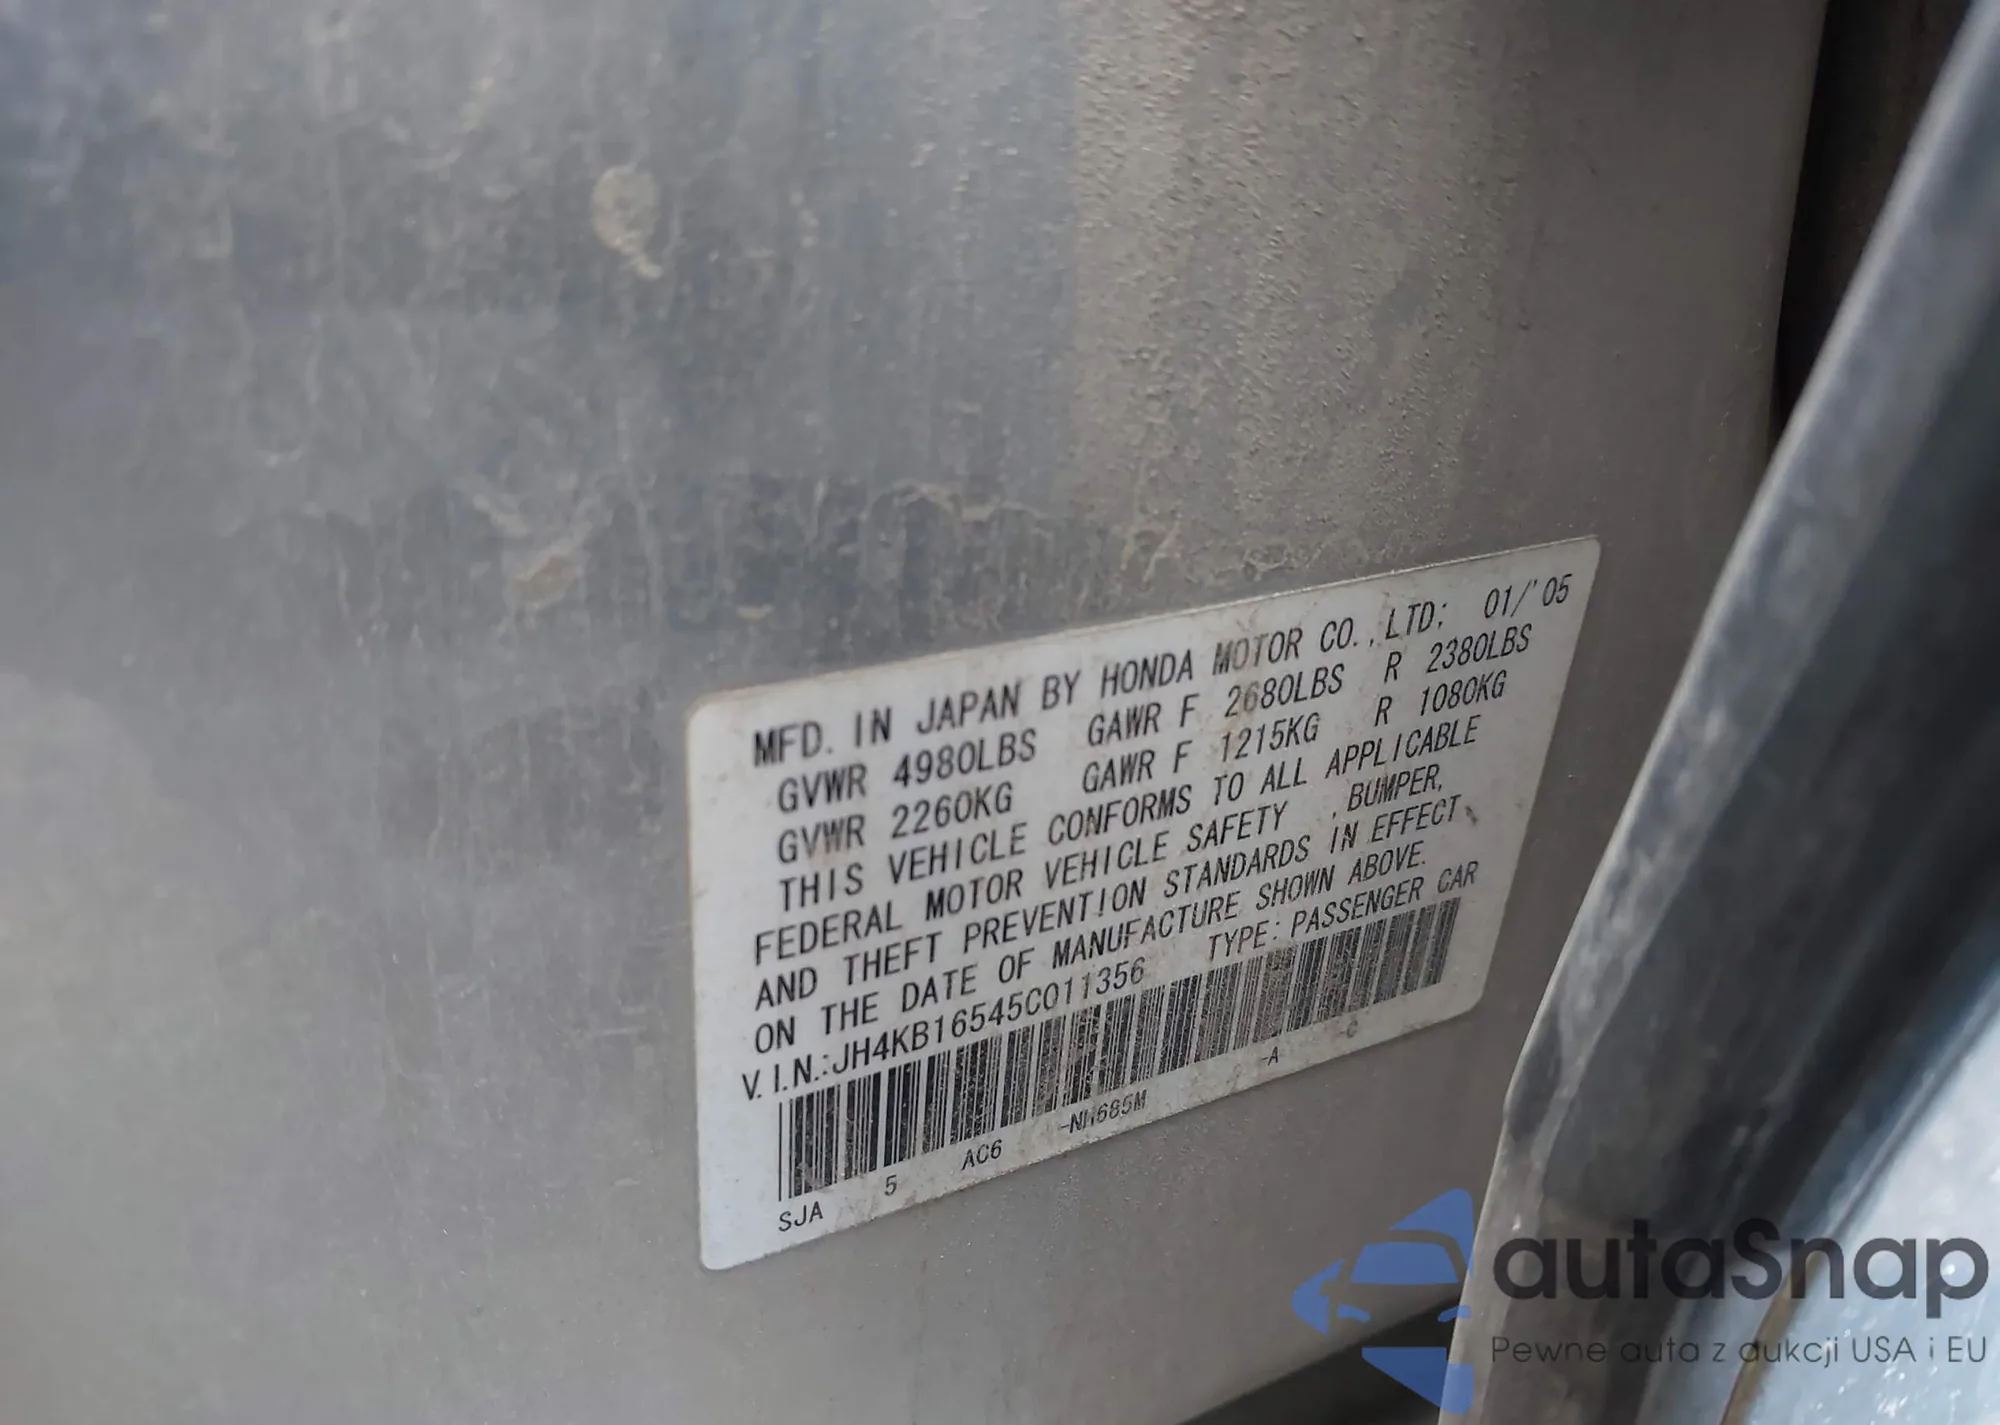 MFD. IN JAPAN BY HONDA MOTOR CO.,LTD; 01/'05
GVWR 4980LBS GAWR F 2680LBS R 2380LBS
GVWR 2260KG GAWR F 1215KG R 1080KG
THIS VEHICLE CONFORMS TO ALL APPLICABLE
FEDERAL MOTOR VEHICLE SAFETY ,BUMPER,
AND THEFT PREVENTION STANDARDS IN EFFECT
ON THE DATE OF MANUFACTURE SHOWN ABOVE.
V.I.N.:JH4KB16545C011356 TYPE:PASSENGER CAR
SJA 5 AC6 -NH685M -A -C
autaSnap
Pewne auta z aukcji USA i EU